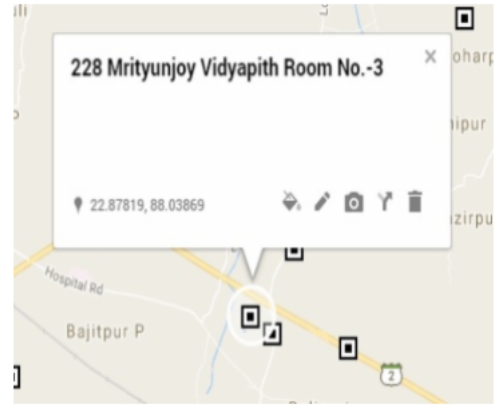 228 Mrityunjoy Vidyapith Room No.-3
22.87819, 88.03869
Hospital Rd
Bajitpur P
2